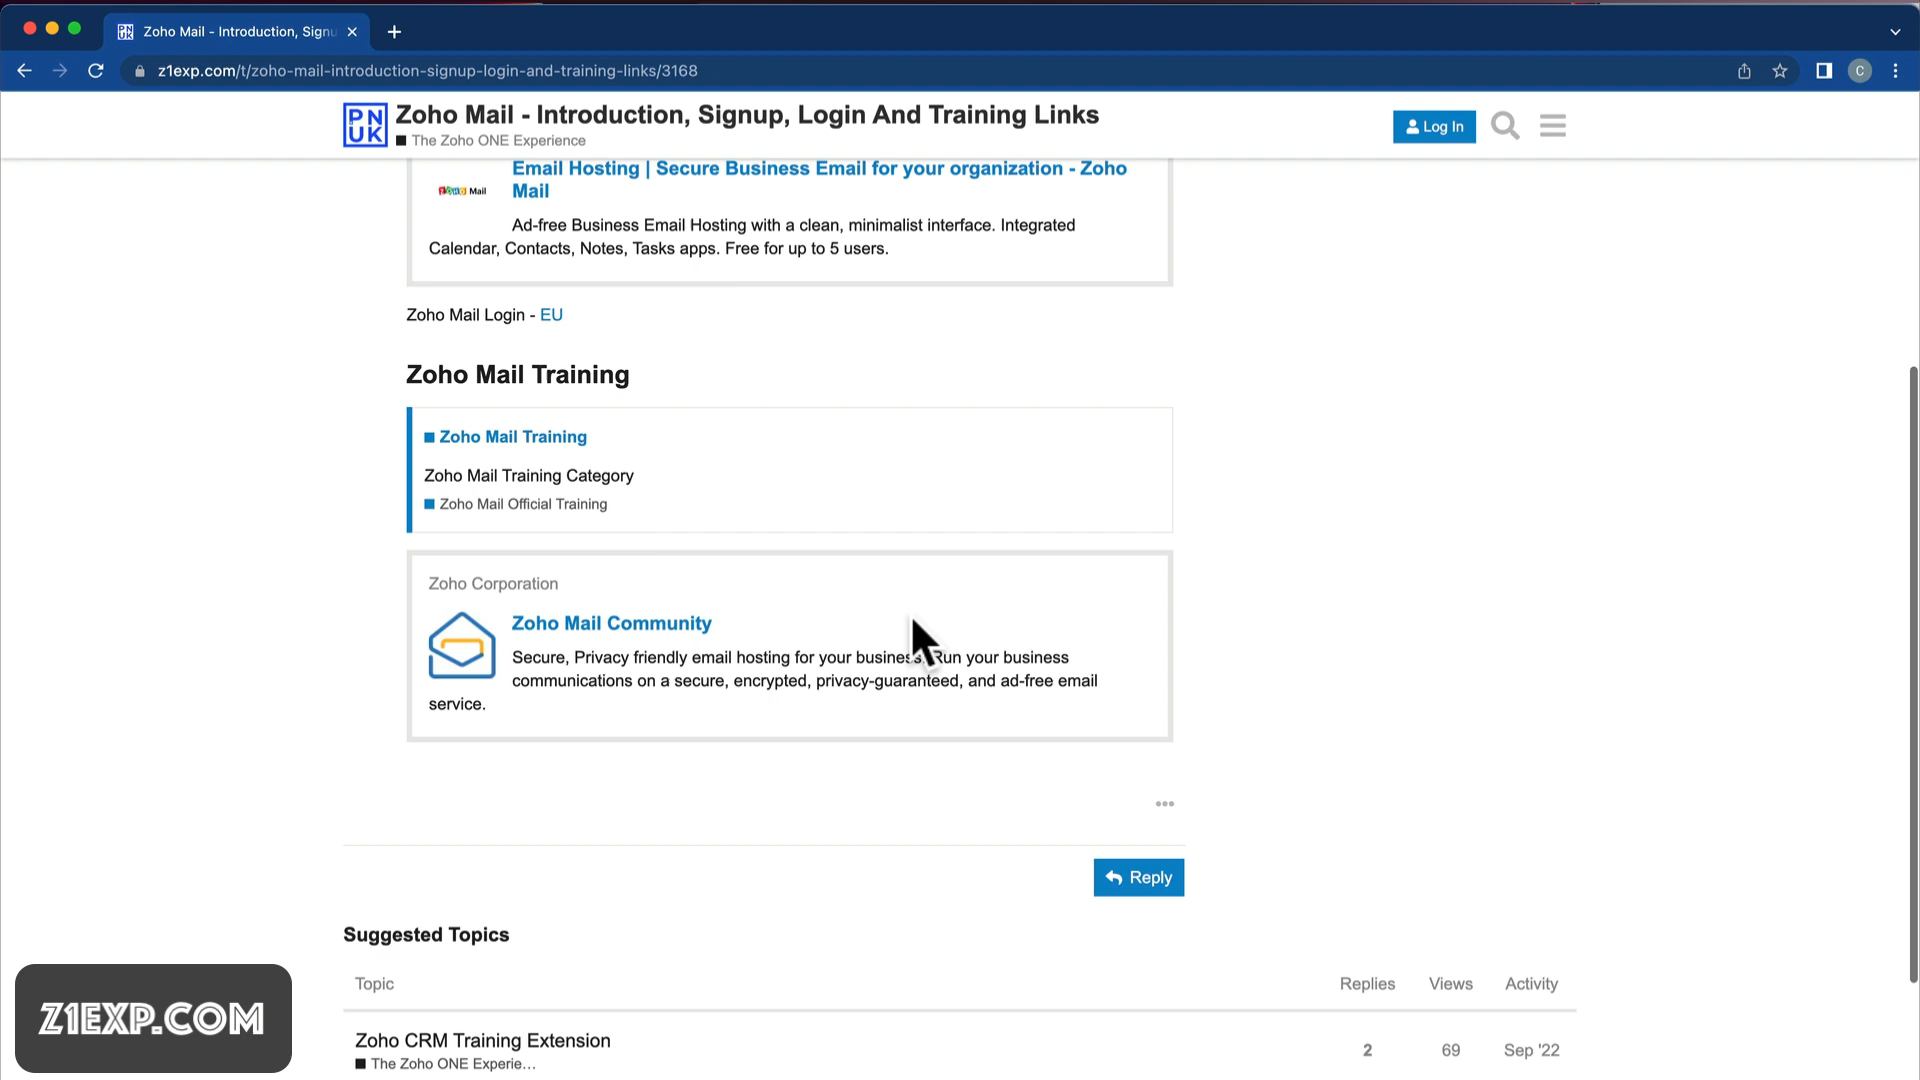 PN
UK
Zoho Mail - Introduction, Signu
z1exp.com/t/zoho-mail-introduction-signup-login-and-training-links/3168
C
PN
UK
Zoho Mail - Introduction, Signup, Login And Training Links
The Zoho ONE Experience
Log In
Email Hosting | Secure Business Email for your organization - Zoho
Mail
ZOHO Mail
Ad-free Business Email Hosting with a clean, minimalist interface. Integrated
Calendar, Contacts, Notes, Tasks apps. Free for up to 5 users.
Zoho Mail Login - EU
Zoho Mail Training
Zoho Mail Training
Zoho Mail Training Category
Zoho Mail Official Training
Zoho Corporation
Zoho Mail Community
Secure, Privacy friendly email hosting for your business. Run your business
communications on a secure, encrypted, privacy-guaranteed, and ad-free email
service.
Reply
Suggested Topics
Topic Replies Views Activity
Zoho CRM Training Extension
The Zoho ONE Experie...
2 69 Sep '22
Z1EXP.COM